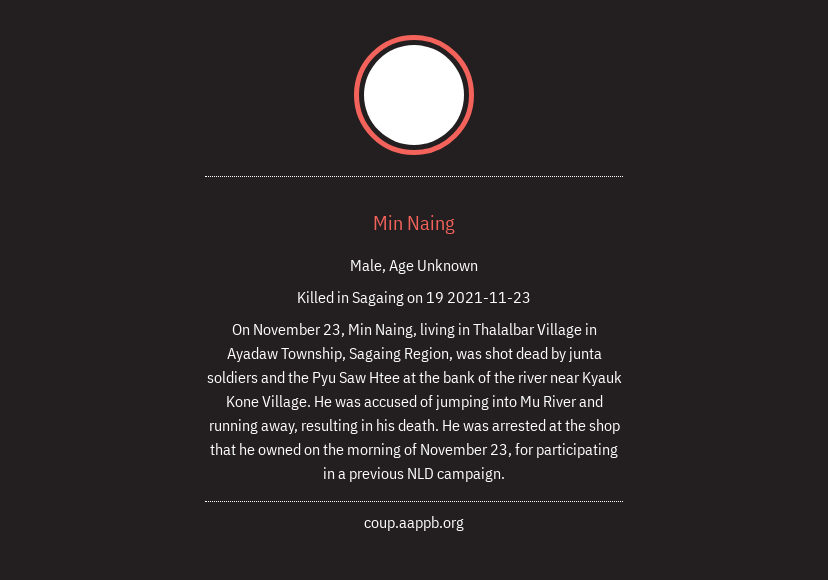 Min Naing
Male, Age Unknown
Killed in Sagaing on 19 2021-11-23
On November 23, Min Naing, living in Thalalbar Village in
Ayadaw Township, Sagaing Region, was shot dead by junta
soldiers and the Pyu Saw Htee at the bank of the river near Kyauk
Kone Village. He was accused of jumping into Mu River and
running away, resulting in his death. He was arrested at the shop
that he owned on the morning of November 23, for participating
in a previous NLD campaign.
coup.aappb.org